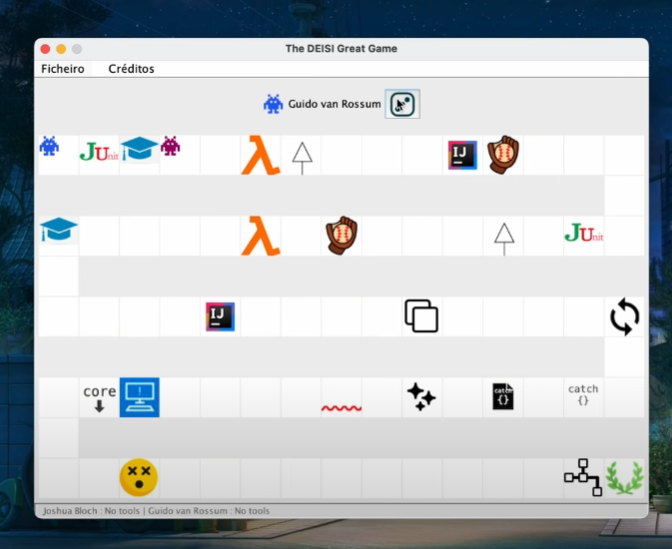 The DEISI Great Game
Ficheiro Créditos
Guido van Rossum
JUnit
IJ
JUnit
IJ
core
catch
{}
catch
{}
Joshua Bloch : No tools | Guido van Rossum : No tools